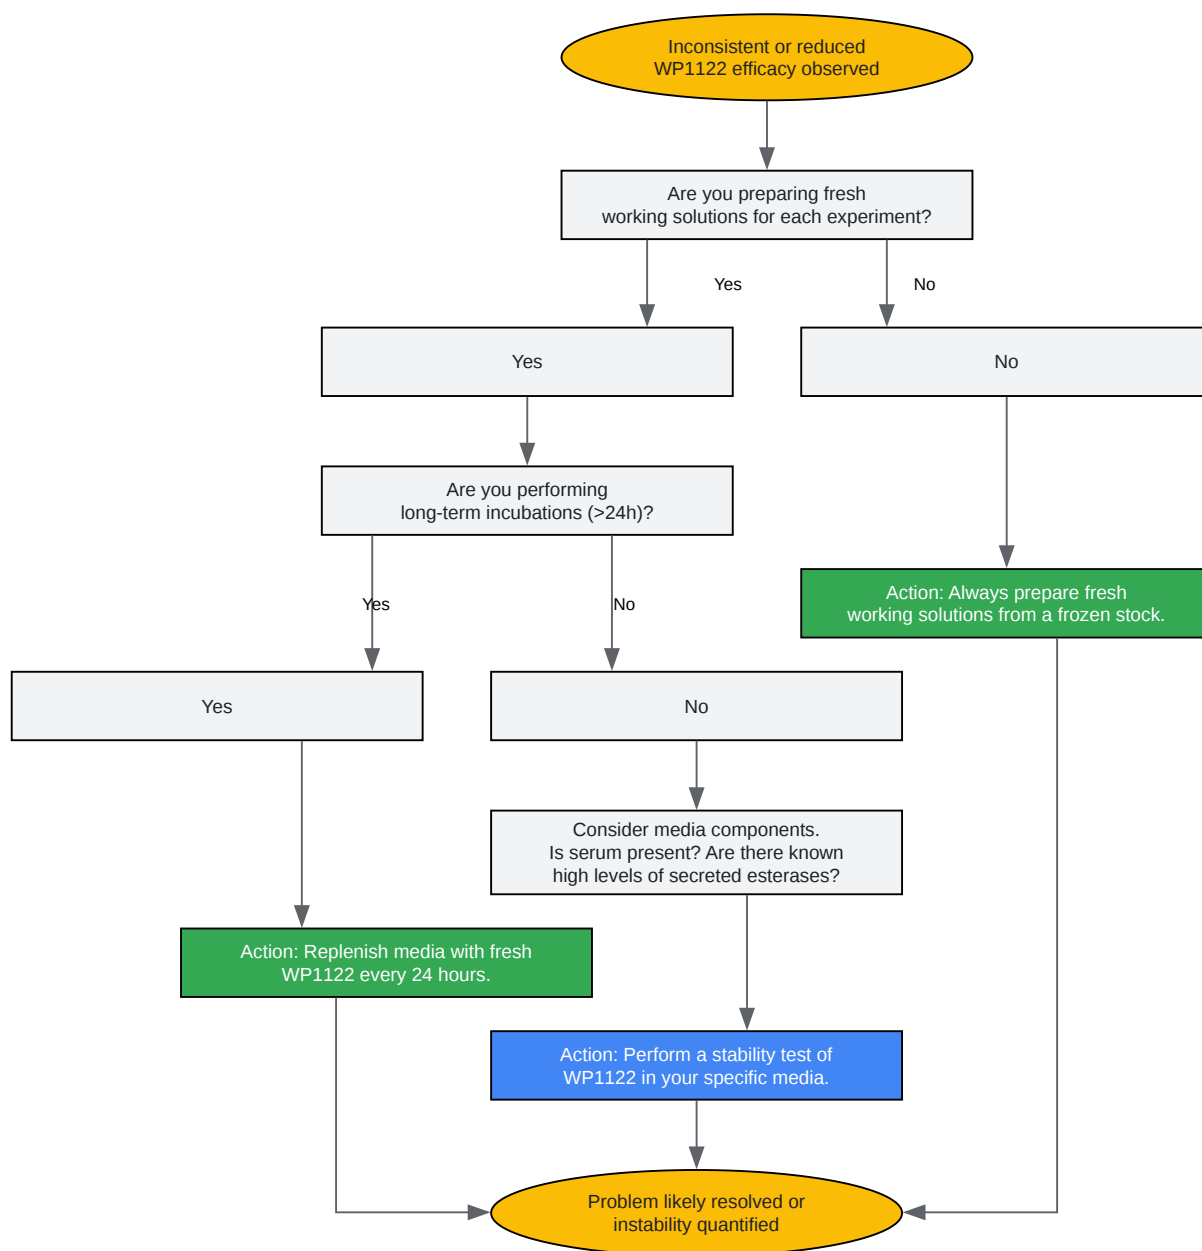 Inconsistent or reduced
WP1122 efficacy observed
Are you preparing fresh
working solutions for each experiment?
Yes
No
Yes
No
Are you performing
long-term incubations (>24h)?
Action: Always prepare fresh
working solutions from a frozen stock.
Yes
No
Yes
No
Consider media components.
Is serum present? Are there known
high levels of secreted esterases?
Action: Replenish media with fresh
WP1122 every 24 hours.
Action: Perform a stability test of
WP1122 in your specific media.
Problem likely resolved or
instability quantified